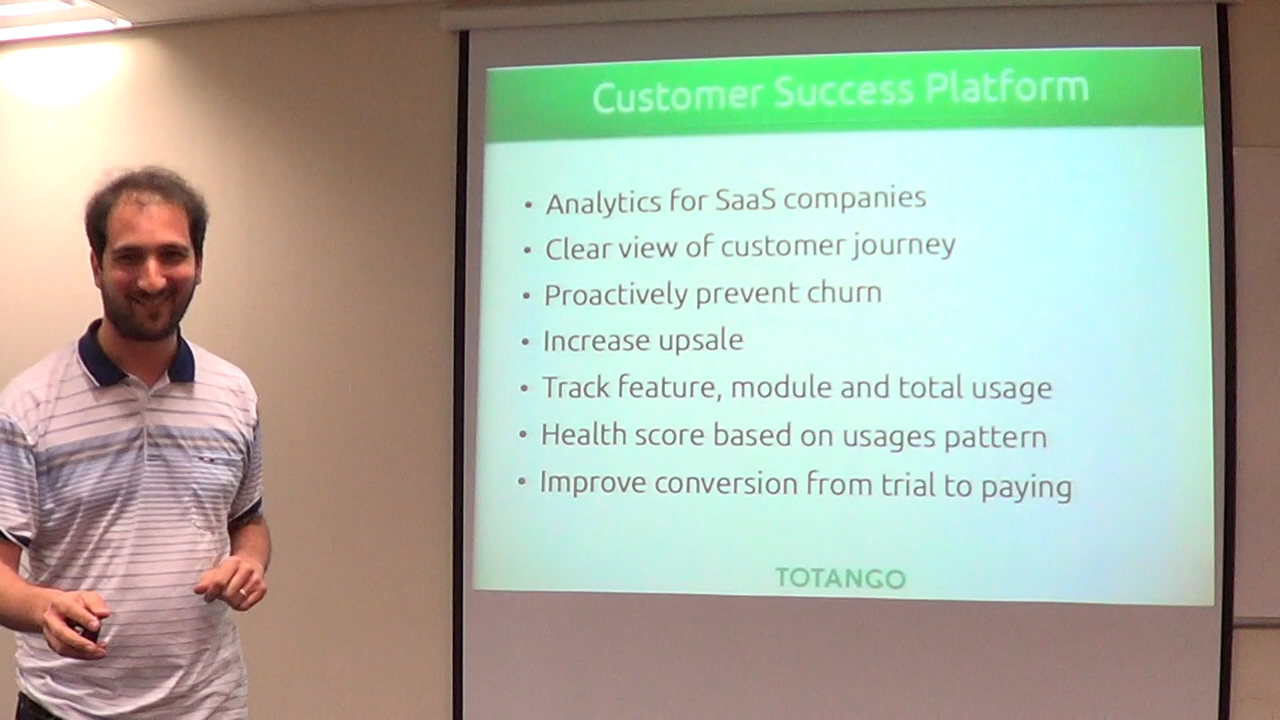 Customer Success Platform
• Analytics for SaaS companies
• Clear view of customer journey
• Proactively prevent churn
• Increase upsale
• Track feature, module and total usage
• Health score based on usages pattern
• Improve conversion from trial to paying
TOTANGO